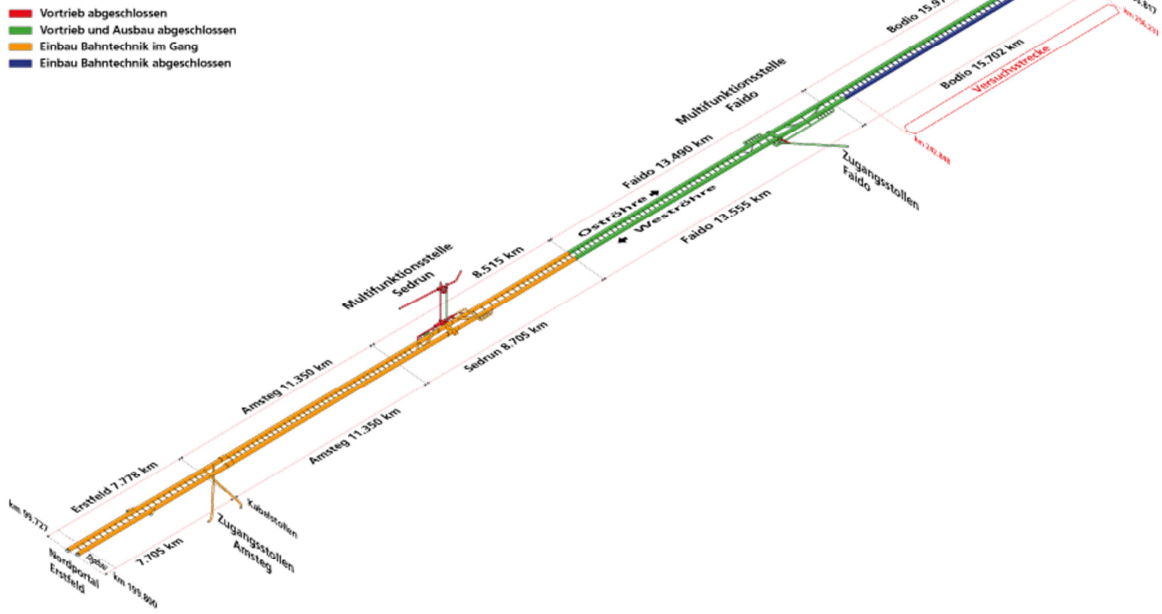 Vortrieb abgeschlossen
Vortrieb und Ausbau abgeschlossen
Einbau Bahntechnik im Gang
Einbau Bahntechnik abgeschlossen
Bodio 15.9
Bodio 15.702 km
Versuchsstrecke
Multifunktionsstelle
Faido
Faido 13.490 km
Zugangsstollen
Faido
Oströhre
Weströhre
Faido 13.555 km
8.515 km
Multifunktionsstelle
Sedrun
Sedrun 8.705 km
Amsteg 11.350 km
Amsteg 11.350 km
Erstfeld 7.778 km
Kabelstollen
Zugangsstollen
Amsteg
7.705 km
km 99.727
Nordportal
Erstfeld